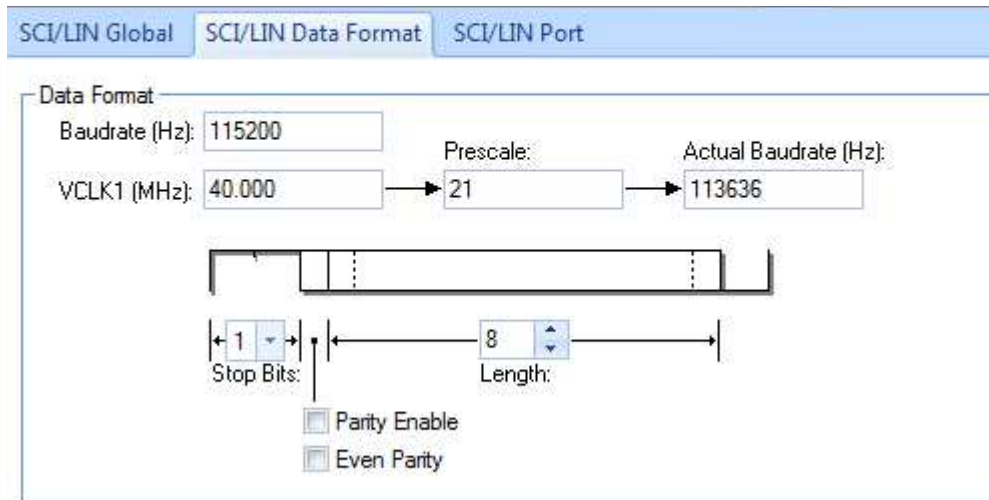 SCI/LIN Global SCI/LIN Data Format SCI/LIN Port
Data Format
Baudrate (Hz): 115200
Prescale: Actual Baudrate (Hz):
VCLK1 (MHz): 40.000 21 113636
1 8
Stop Bits: Length:
Parity Enable
Even Parity